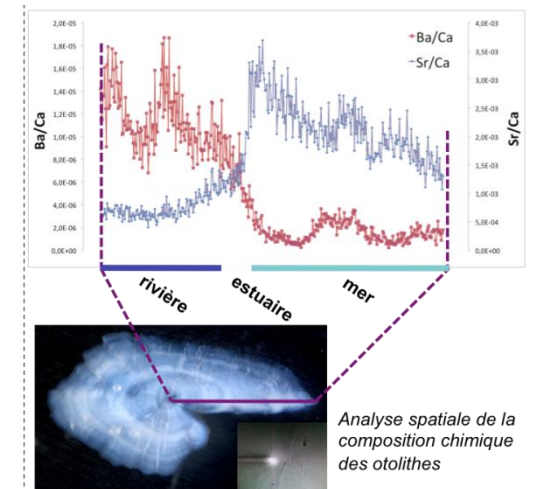 2,0E-05
1,8E-05
1,6E-05
1,4E-05
1,2E-05
1,0E-05
8,0E-06
6,0E-06
4,0E-06
2,0E-06
0,0E+00
Ba/Ca
Ba/Ca
Sr/Ca
4,0E-03
3,5E-03
3,0E-03
2,5E-03
2,0E-03
1,5E-03
1,0E-03
5,0E-04
0,0E+00
Sr/Ca
rivière
estuaire
mer
Analyse spatiale de la
composition chimique
des otolithes